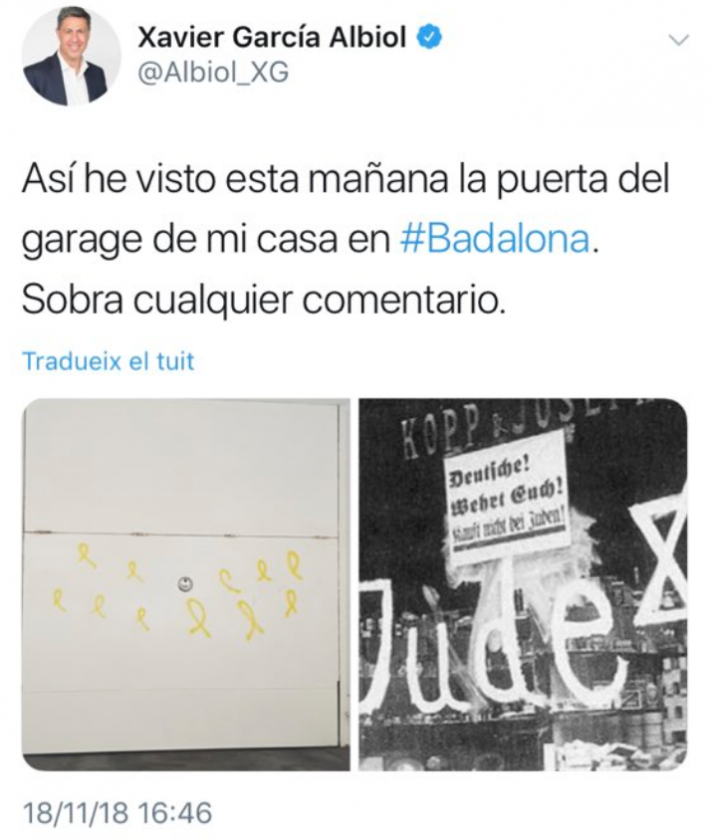 Xavier García Albiol
@Albiol_XG
Así he visto esta mañana la puerta del
garage de mi casa en #Badalona.
Sobra cualquier comentario.
Tradueix el tuit
KOPP & JOSEPH
Deutsche!
Wehrt Euch!
Kauft nicht bei Juden!
Jude
18/11/18 16:46